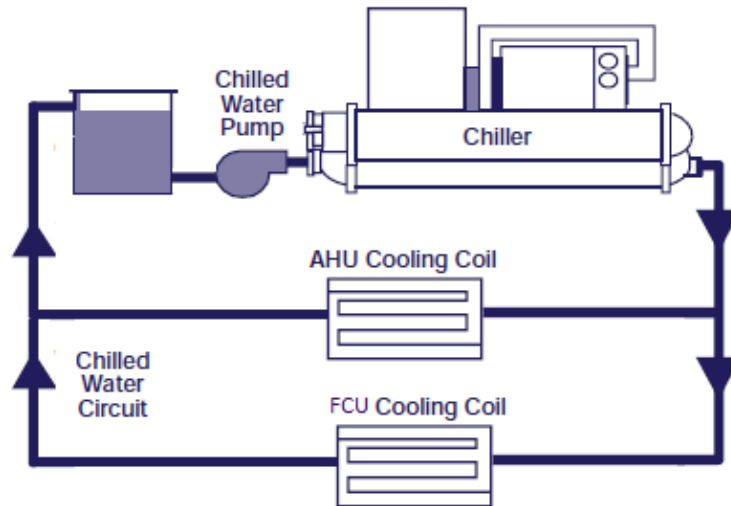 Chilled
Water
Pump
Chiller
AHU Cooling Coil
Chilled
Water
Circuit
FCU Cooling Coil